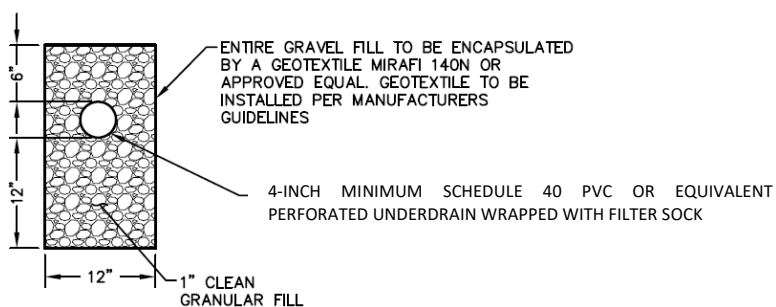 ENTIRE GRAVEL FILL TO BE ENCAPSULATED
BY A GEOTEXTILE MIRAFI 140N OR
APPROVED EQUAL. GEOTEXTILE TO BE
INSTALLED PER MANUFACTURERS
GUIDELINES
6"
4-INCH MINIMUM SCHEDULE 40 PVC OR EQUIVALENT
PERFORATED UNDERDRAIN WRAPPED WITH FILTER SOCK
12"
12"
1" CLEAN
GRANULAR FILL